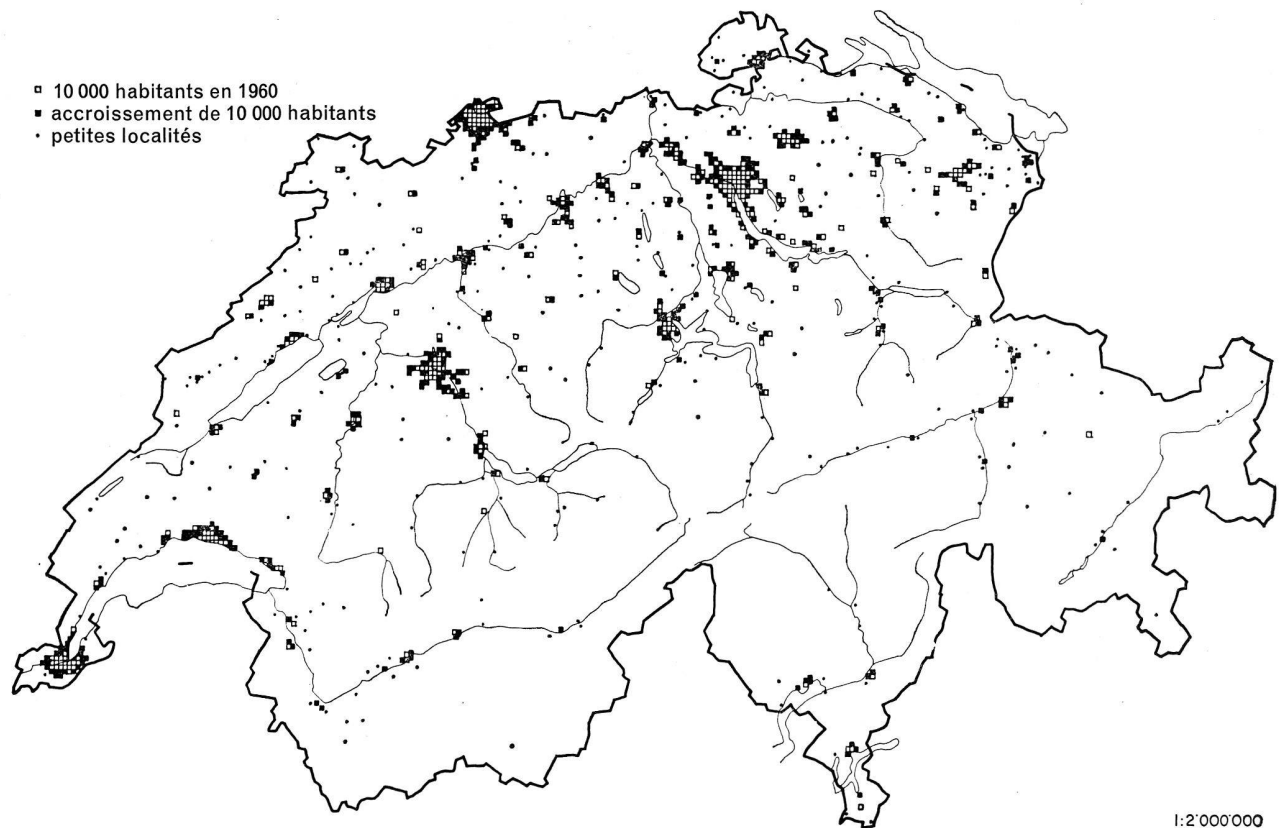 10 000 habitants en 1960
accroissement de 10 000 habitants
petites localités
1:2'000'000